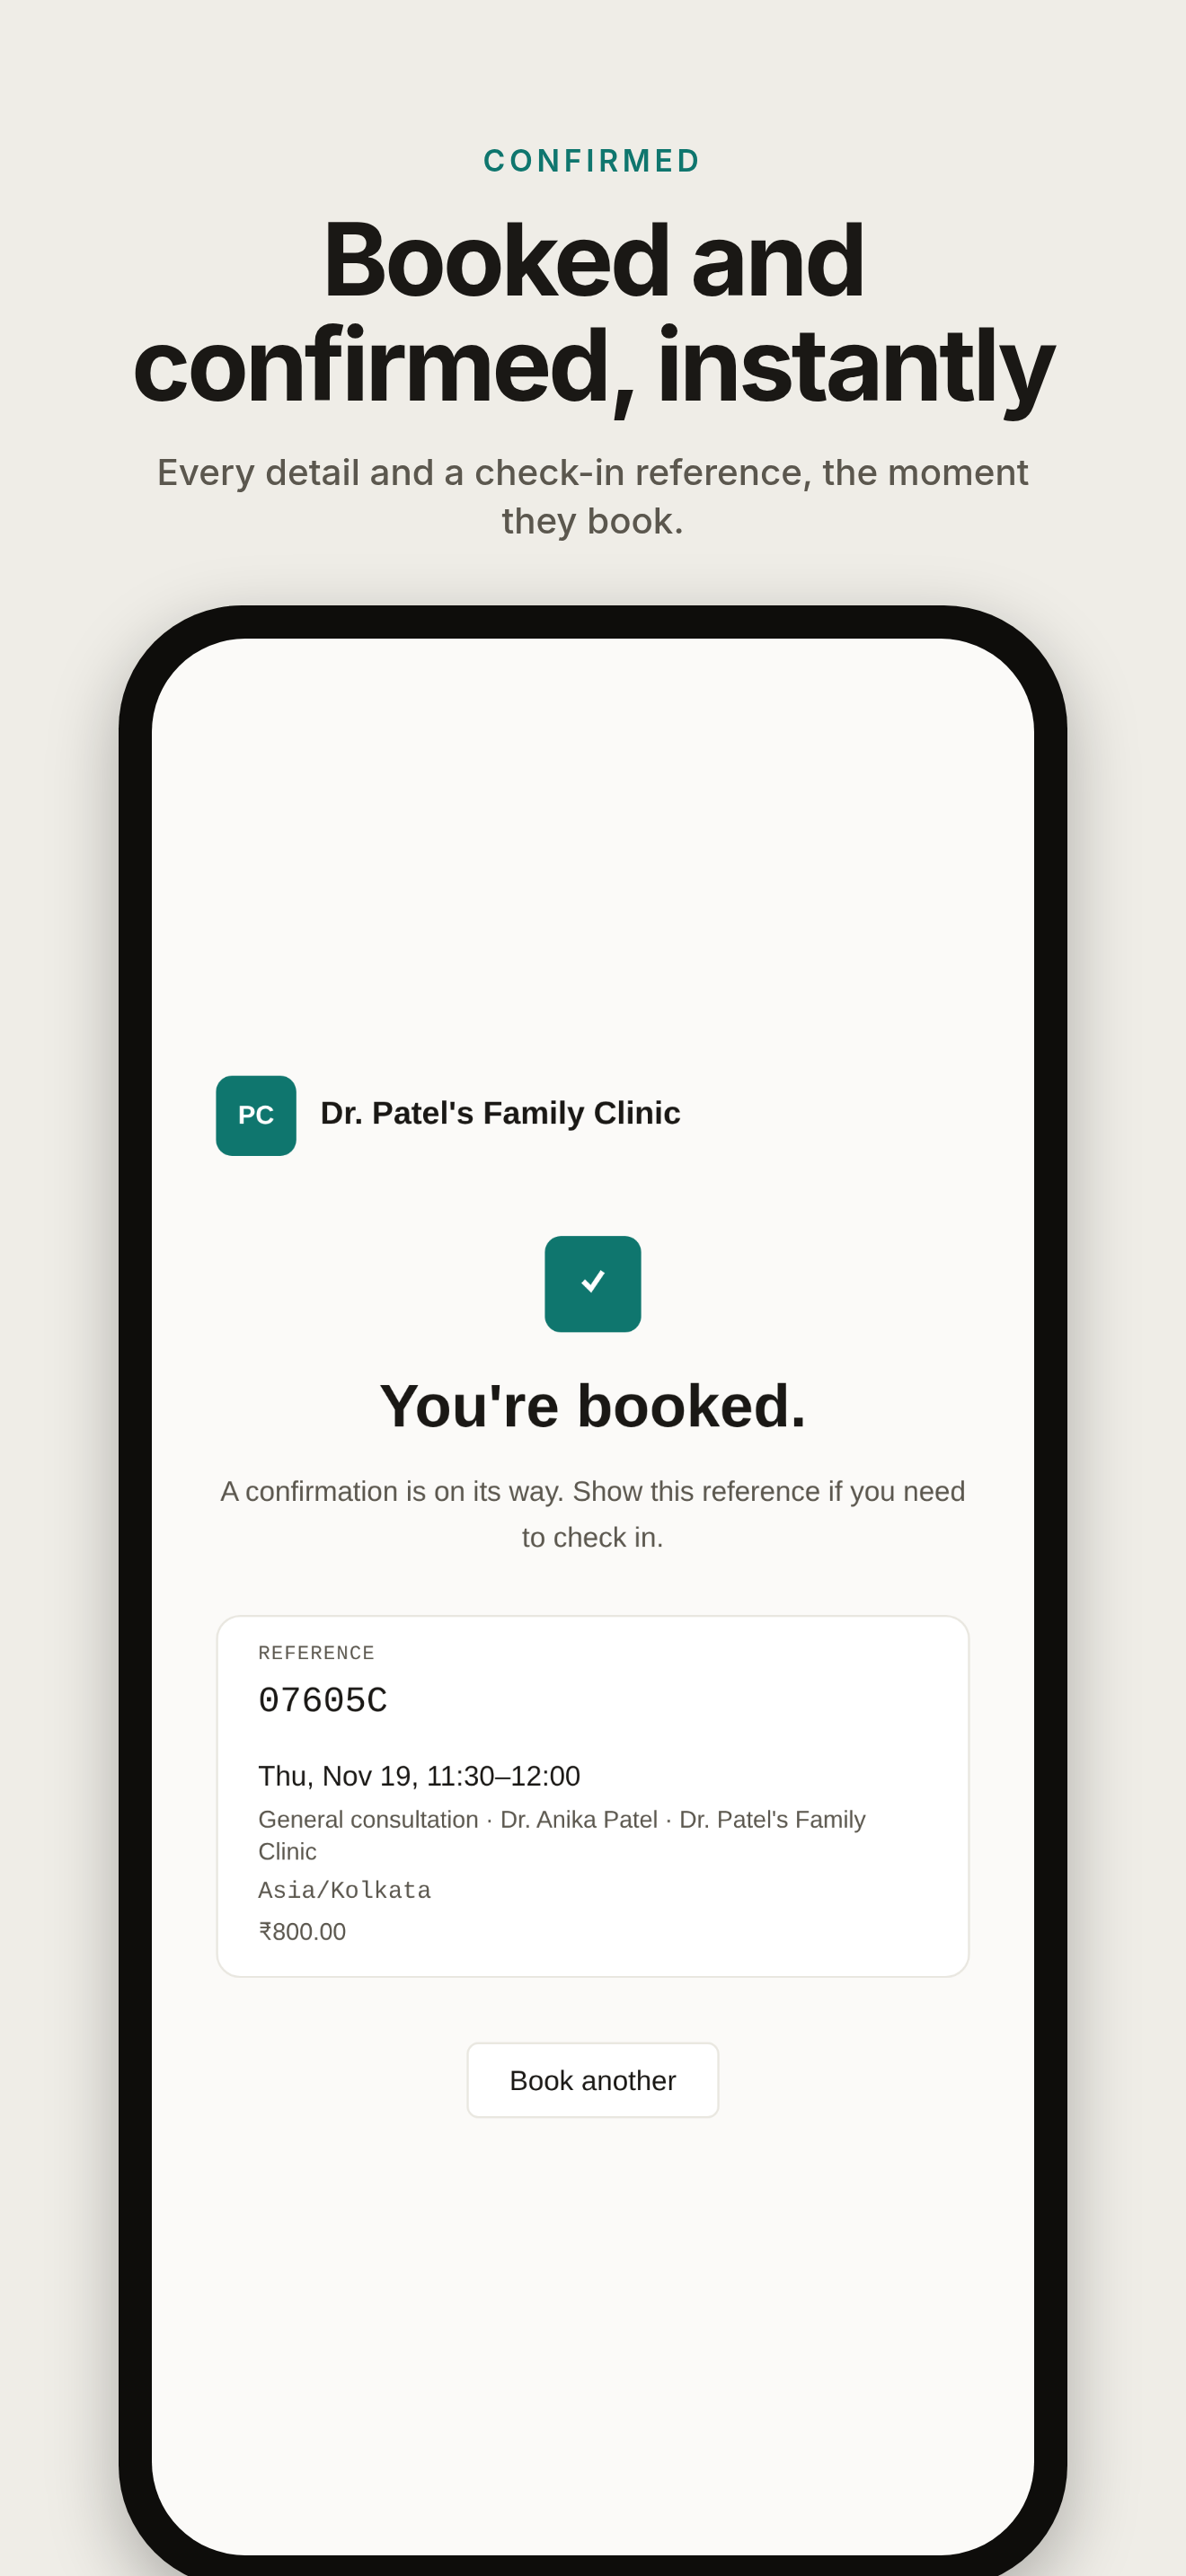 CONFIRMED
Booked and
confirmed, instantly
Every detail and a check-in reference, the moment
they book.
PC
Dr. Patel's Family Clinic
You're booked.
A confirmation is on its way. Show this reference if you need
to check in.
REFERENCE
07605C
Thu, Nov 19, 11:30–12:00
General consultation · Dr. Anika Patel · Dr. Patel's Family
Clinic
Asia/Kolkata
₹800.00
Book another